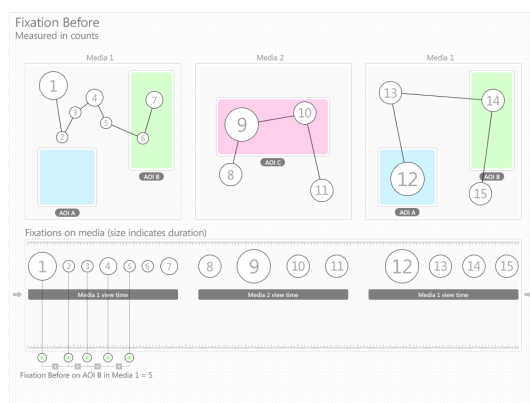 Fixation Before
Measured in counts
Media 1
Media 2
Media 1
1
2
3
4
5
6
7
AOI A
AOI B
8
9
10
11
AOI C
12
13
14
15
AOI A
AOI B
Fixations on media (size indicates duration)
1 2 3 4 5 6 7 8 9 10 11 12 13 14 15
Media 1 view time
Media 2 view time
Media 1 view time
Fixation Before on AOI B in Media 1 = 5